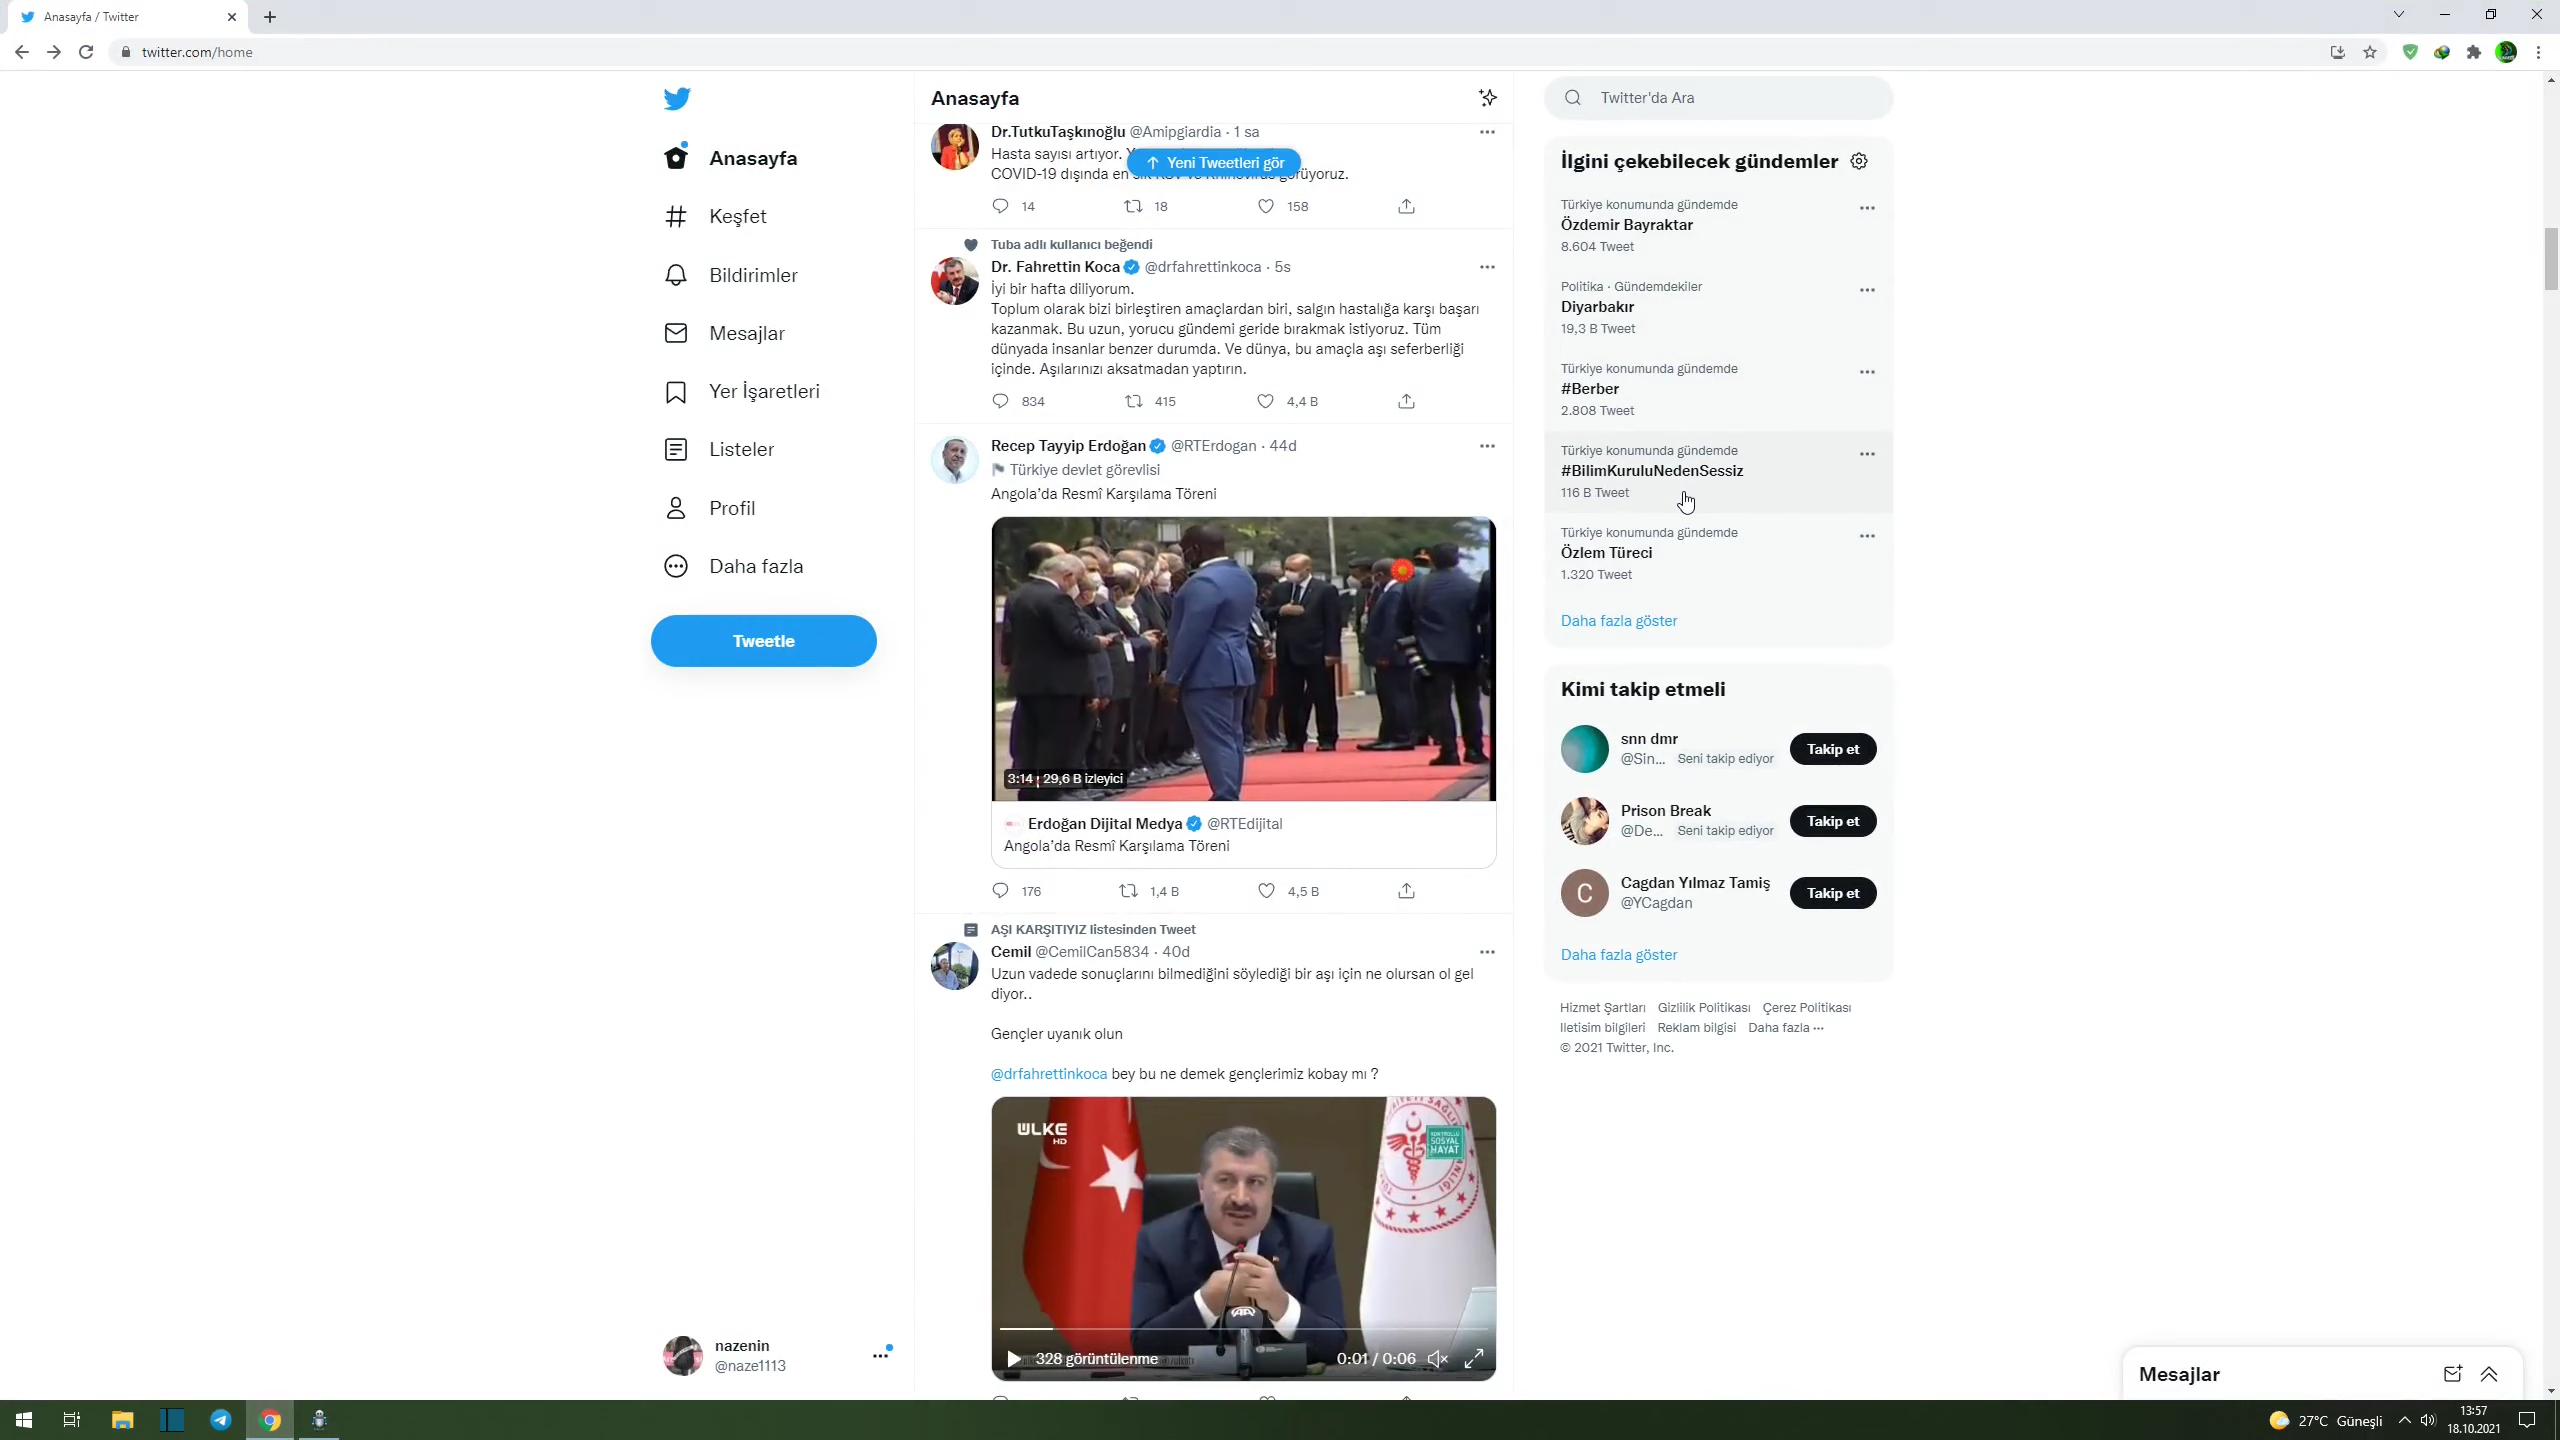 Anasayfa / Twitter
twitter.com/home
Anasayfa
Keşfet
Bildirimler
Mesajlar
Yer İşaretleri
Listeler
Profil
Daha fazla
Tweetle
nazenin
@naze1113
Anasayfa
Dr.TutkuTaşkınoğlu @Amipgiardia · 1 sa
Hasta sayısı artıyor.
Yeni Tweetleri gör
COVID-19 dışında en
görüyoruz.
14 18 158
Tuba adlı kullanıcı beğendi
Dr. Fahrettin Koca @drfahrettinkoca · 5s
İyi bir hafta diliyorum.
Toplum olarak bizi birleştiren amaçlardan biri, salgın hastalığa karşı başarı
kazanmak. Bu uzun, yorucu gündemi geride bırakmak istiyoruz. Tüm
dünyada insanlar benzer durumda. Ve dünya, bu amaçla aşı seferberliği
içinde. Aşılarınızı aksatmadan yaptırın.
834 415 4,4 B
Recep Tayyip Erdoğan @RTErdogan · 44d
Türkiye devlet görevlisi
Angola’da Resmî Karşılama Töreni
3:14 29,6 B izleyici
Erdoğan Dijital Medya @RTEdijital
Angola’da Resmî Karşılama Töreni
176 1,4 B 4,5 B
AŞI KARŞITIYIZ listesinden Tweet
Cemil @CemilCan5834 · 40d
Uzun vadede sonuçlarını bilmediğini söylediği bir aşı için ne olursan ol gel
diyor..
Gençler uyanık olun
@drfahrettinkoca bey bu ne demek gençlerimiz kobay mı ?
ÜLKE
HD
KONTROLLÜ
SOSYAL
HAYAT
AA
328 görüntülenme
0:01 / 0:06
Twitter'da Ara
İlgini çekebilecek gündemler
Türkiye konumunda gündemde
Özdemir Bayraktar
8.604 Tweet
Politika · Gündemdekiler
Diyarbakır
19,3 B Tweet
Türkiye konumunda gündemde
#Berber
2.808 Tweet
Türkiye konumunda gündemde
#BilimKuruluNedenSessiz
116 B Tweet
Türkiye konumunda gündemde
Özlem Türeci
1.320 Tweet
Daha fazla göster
Kimi takip etmeli
snn dmr
@Sin... Seni takip ediyor
Takip et
Prison Break
@De... Seni takip ediyor
Takip et
C
Cagdan Yılmaz Tamiş
@YCagdan
Takip et
Daha fazla göster
Hizmet Şartları Gizlilik Politikası Çerez Politikası
Iletisim bilgileri Reklam bilgisi Daha fazla ···
© 2021 Twitter, Inc.
Mesajlar
27°C Güneşli
13:57
18.10.2021